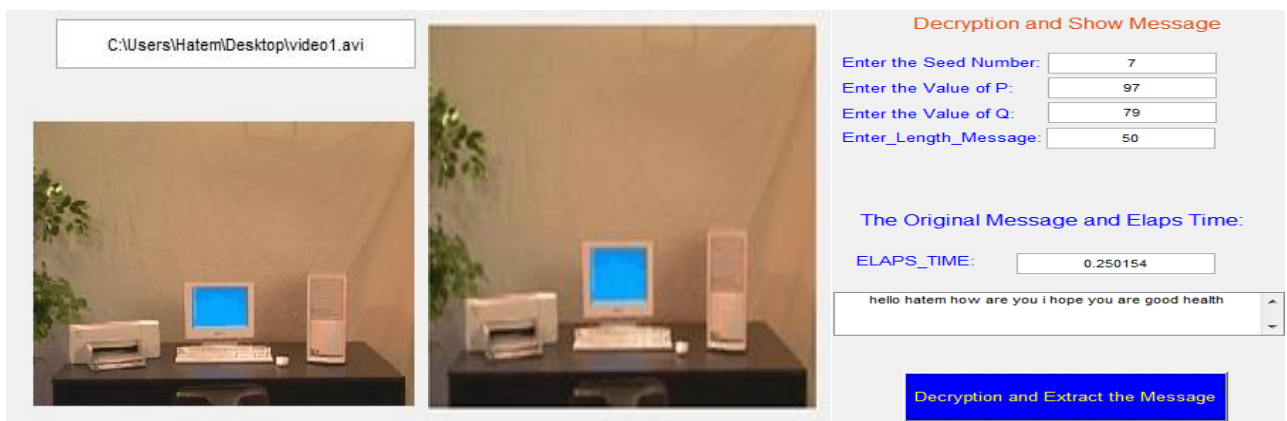 C:\Users\Hatem\Desktop\video1.avi
Decryption and Show Message
Enter the Seed Number: 7
Enter the Value of P: 97
Enter the Value of Q: 79
Enter_Length_Message: 50
The Original Message and Elaps Time:
ELAPS_TIME: 0.250154
hello hatem how are you i hope you are good health
Decryption and Extract the Message